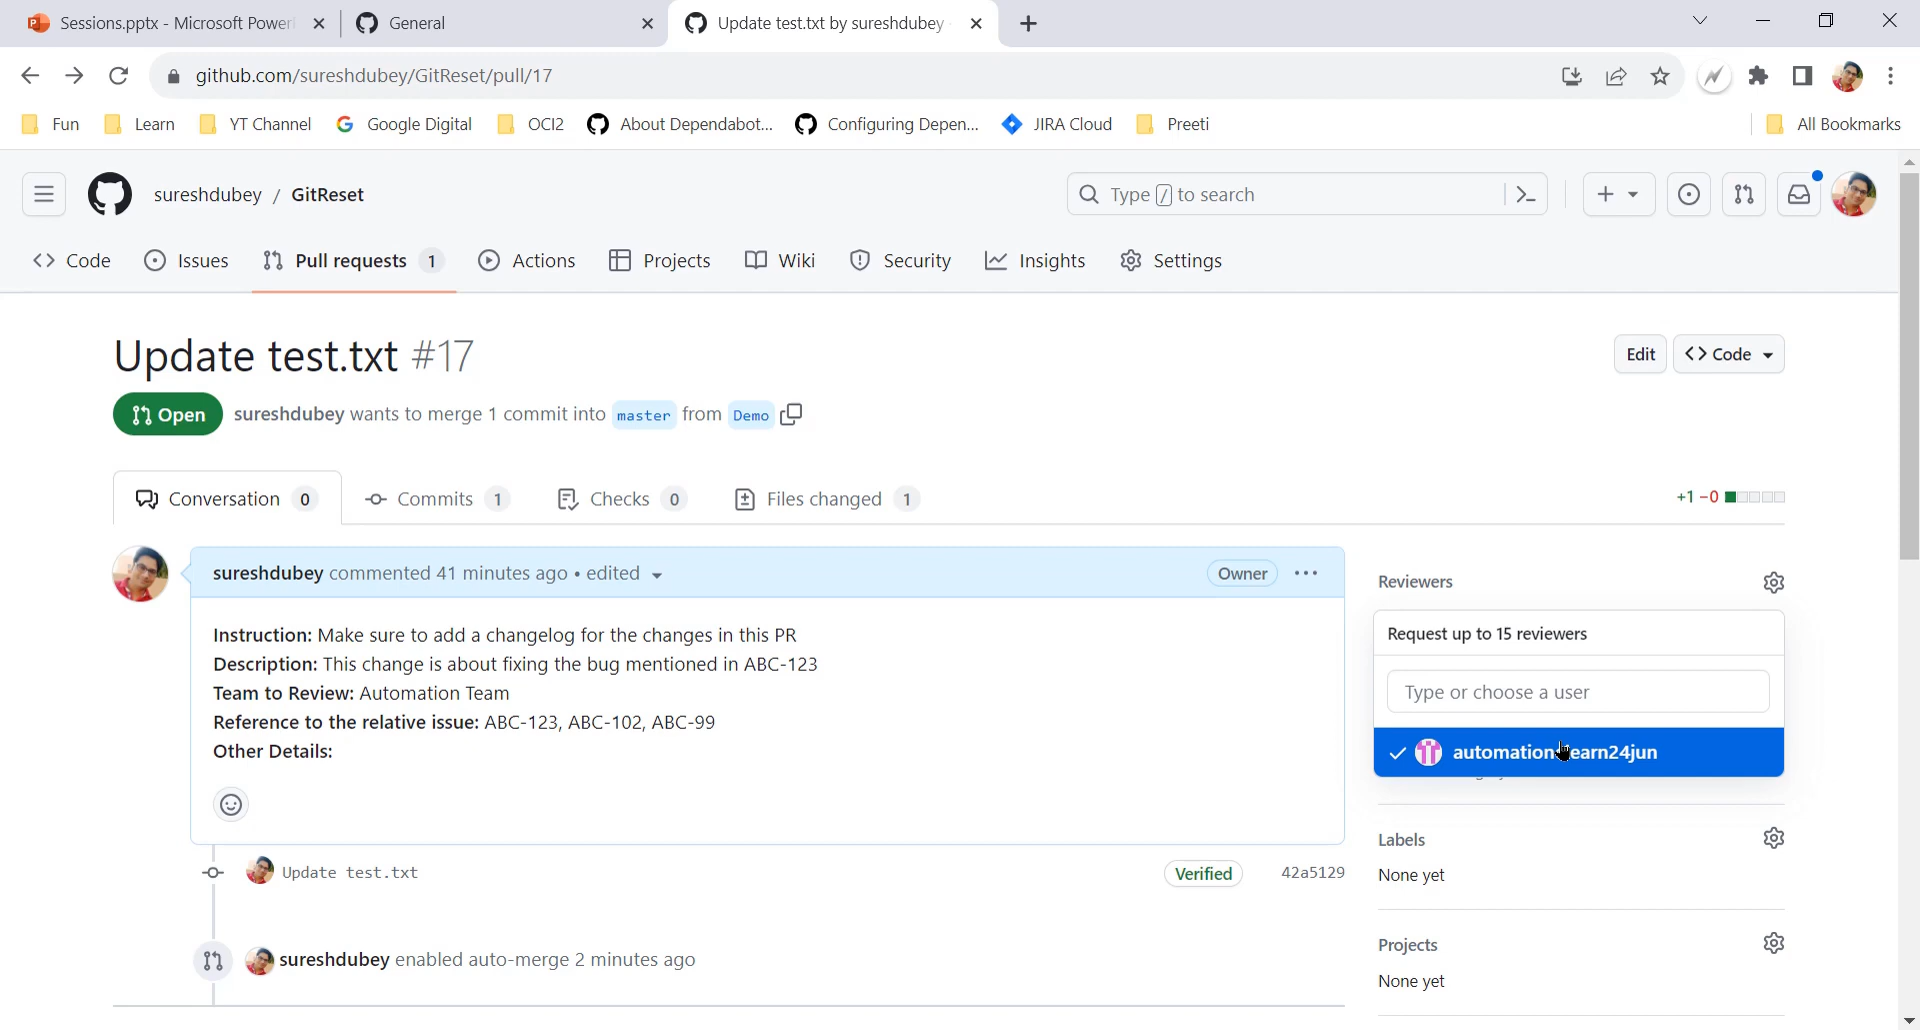 Sessions.pptx - Microsoft Power
General
Update test.txt by sureshdubey
github.com/sureshdubey/GitReset/pull/17
Fun
Learn
YT Channel
Google Digital
OCI2
About Dependabot...
Configuring Depen...
JIRA Cloud
Preeti
All Bookmarks
sureshdubey / GitReset
Type / to search
Code
Issues
Pull requests 1
Actions
Projects
Wiki
Security
Insights
Settings
Update test.txt #17
Edit
<> Code
Open
sureshdubey wants to merge 1 commit into master from Demo
Conversation 0
Commits 1
Checks 0
Files changed 1
+1 −0
sureshdubey commented 41 minutes ago • edited
Owner
Instruction: Make sure to add a changelog for the changes in this PR
Description: This change is about fixing the bug mentioned in ABC-123
Team to Review: Automation Team
Reference to the relative issue: ABC-123, ABC-102, ABC-99
Other Details:
Update test.txt
Verified
42a5129
sureshdubey enabled auto-merge 2 minutes ago
Reviewers
Request up to 15 reviewers
Type or choose a user
Labels
None yet
Projects
None yet